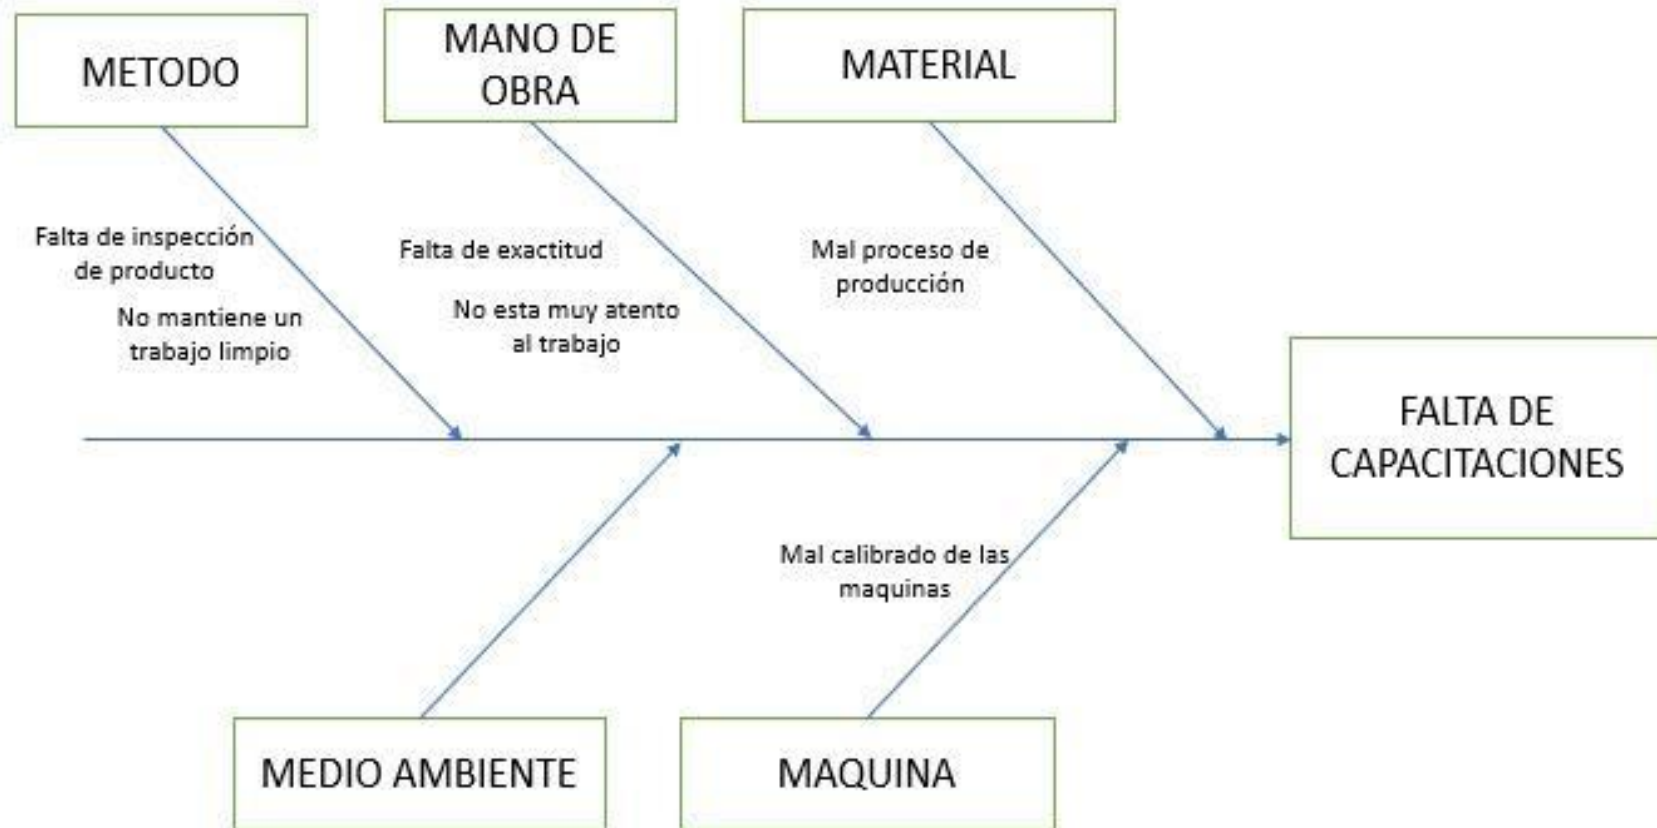 METODO
MANO DE
OBRA
MATERIAL
Falta de inspección
de producto
No mantiene un
trabajo limpio
Falta de exactitud
No esta muy atento
al trabajo
Mal proceso de
producción
FALTA DE
CAPACITACIONES
Mal calibrado de las
maquinas
MEDIO AMBIENTE
MAQUINA